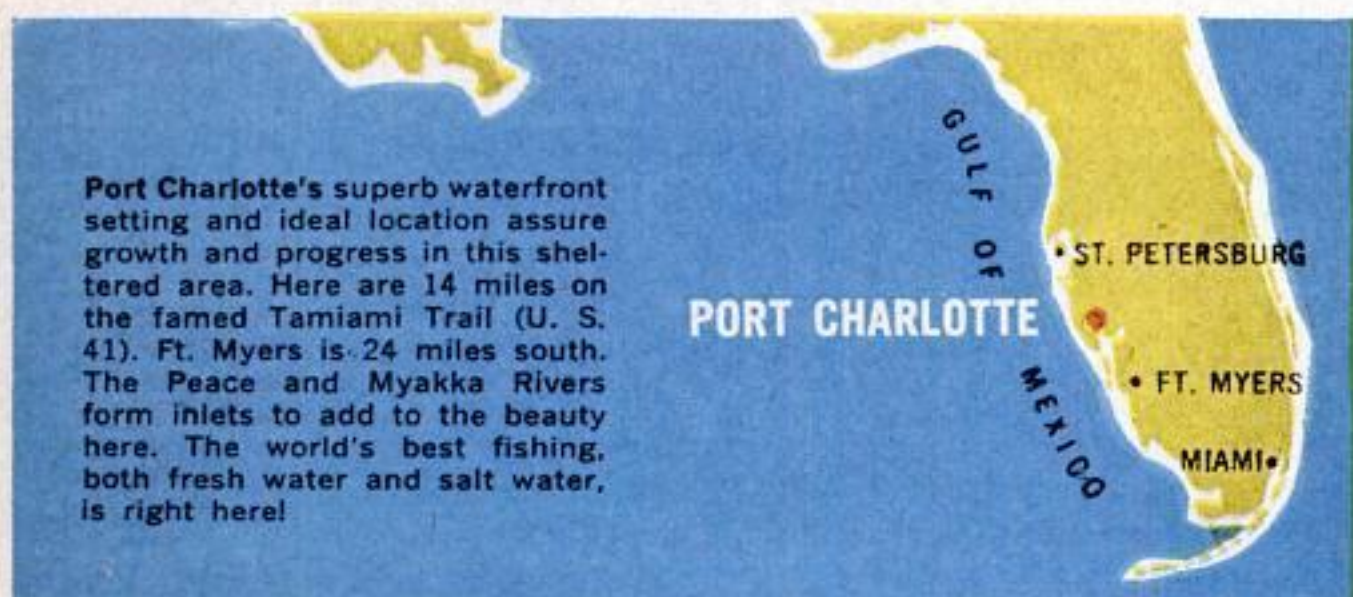 Port Charlotte's superb waterfront
setting and ideal location assure
growth and progress in this shel-
tered area. Here are 14 miles on
the famed Tamiami Trail (U. S.
41). Ft. Myers is 24 miles south.
The Peace and Myakka Rivers
form inlets to add to the beauty
here. The world's best fishing,
both fresh water and salt water,
is right here!
GULF OF MEXICO
ST. PETERSBURG
PORT CHARLOTTE
FT. MYERS
MIAMI